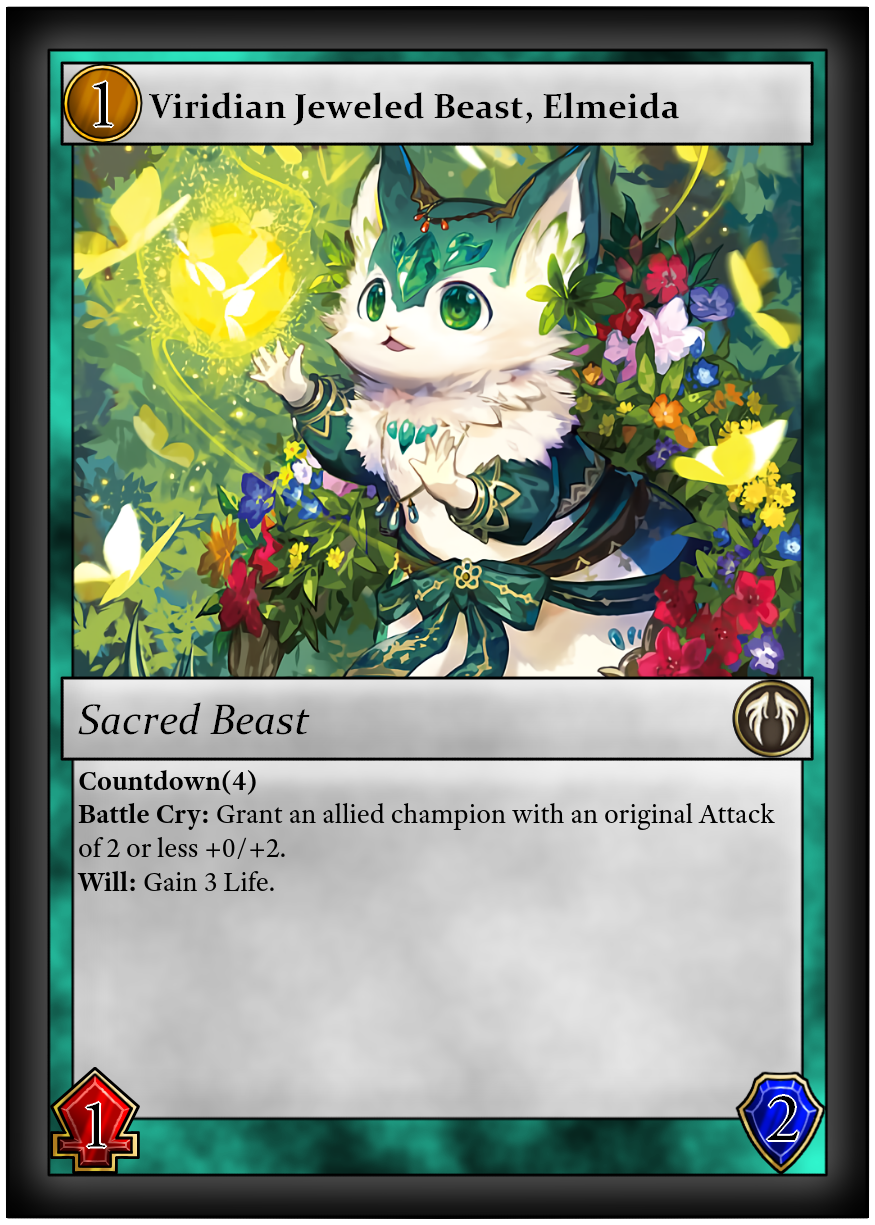 1
Viridian Jeweled Beast, Elmeida
Sacred Beast
Countdown(4)
Battle Cry: Grant an allied champion with an original Attack
of 2 or less +0/+2.
Will: Gain 3 Life.
1
2